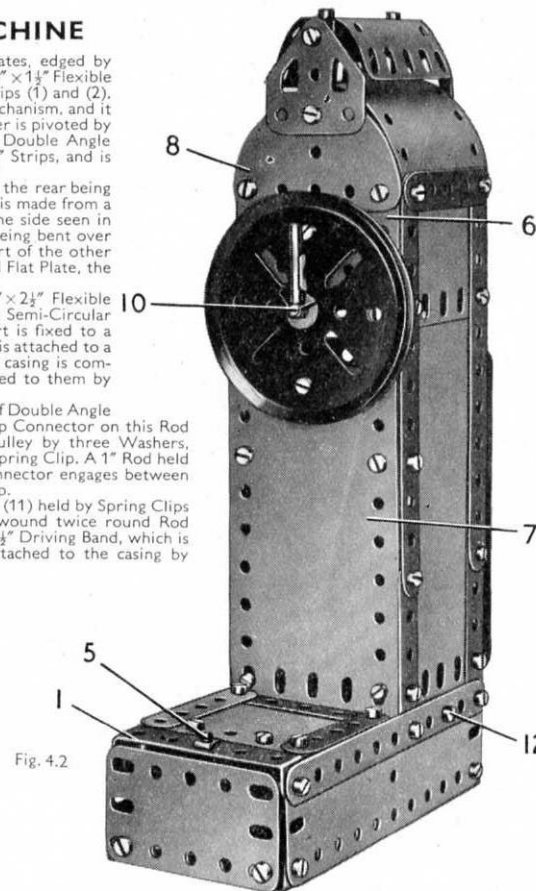 CHINE
ates, edged by
″ × 1½″ Flexible
ips (1) and (2).
echanism, and it
er is pivoted by
Double Angle
″ Strips, and is
the rear being
is made from a
ne side seen in
eing bent over
rt of the other
l Flat Plate, the
″ × 2½″ Flexible
Semi-Circular
rt is fixed to a
is attached to a
casing is com-
ed to them by
f Double Angle
p Connector on this Rod
ulley by three Washers,
pring Clip. A 1″ Rod held
nnector engages between
p.
(11) held by Spring Clips
wound twice round Rod
½″ Driving Band, which is
ttached to the casing by
8
6
10
7
5
1
12
Fig. 4.2